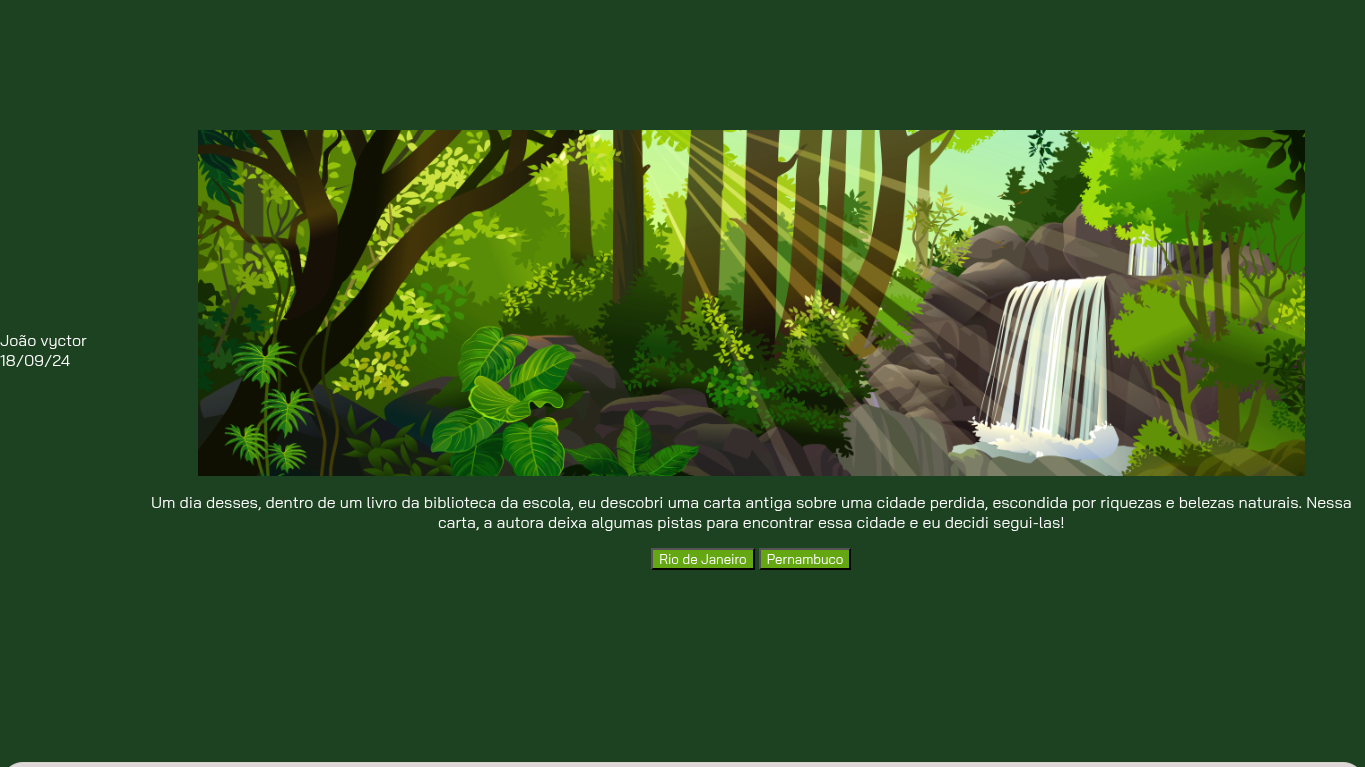 João vyctor
18/09/24
Um dia desses, dentro de um livro da biblioteca da escola, eu descobri uma carta antiga sobre uma cidade perdida, escondida por riquezas e belezas naturais. Nessa
carta, a autora deixa algumas pistas para encontrar essa cidade e eu decidi segui-las!
Rio de Janeiro
Pernambuco